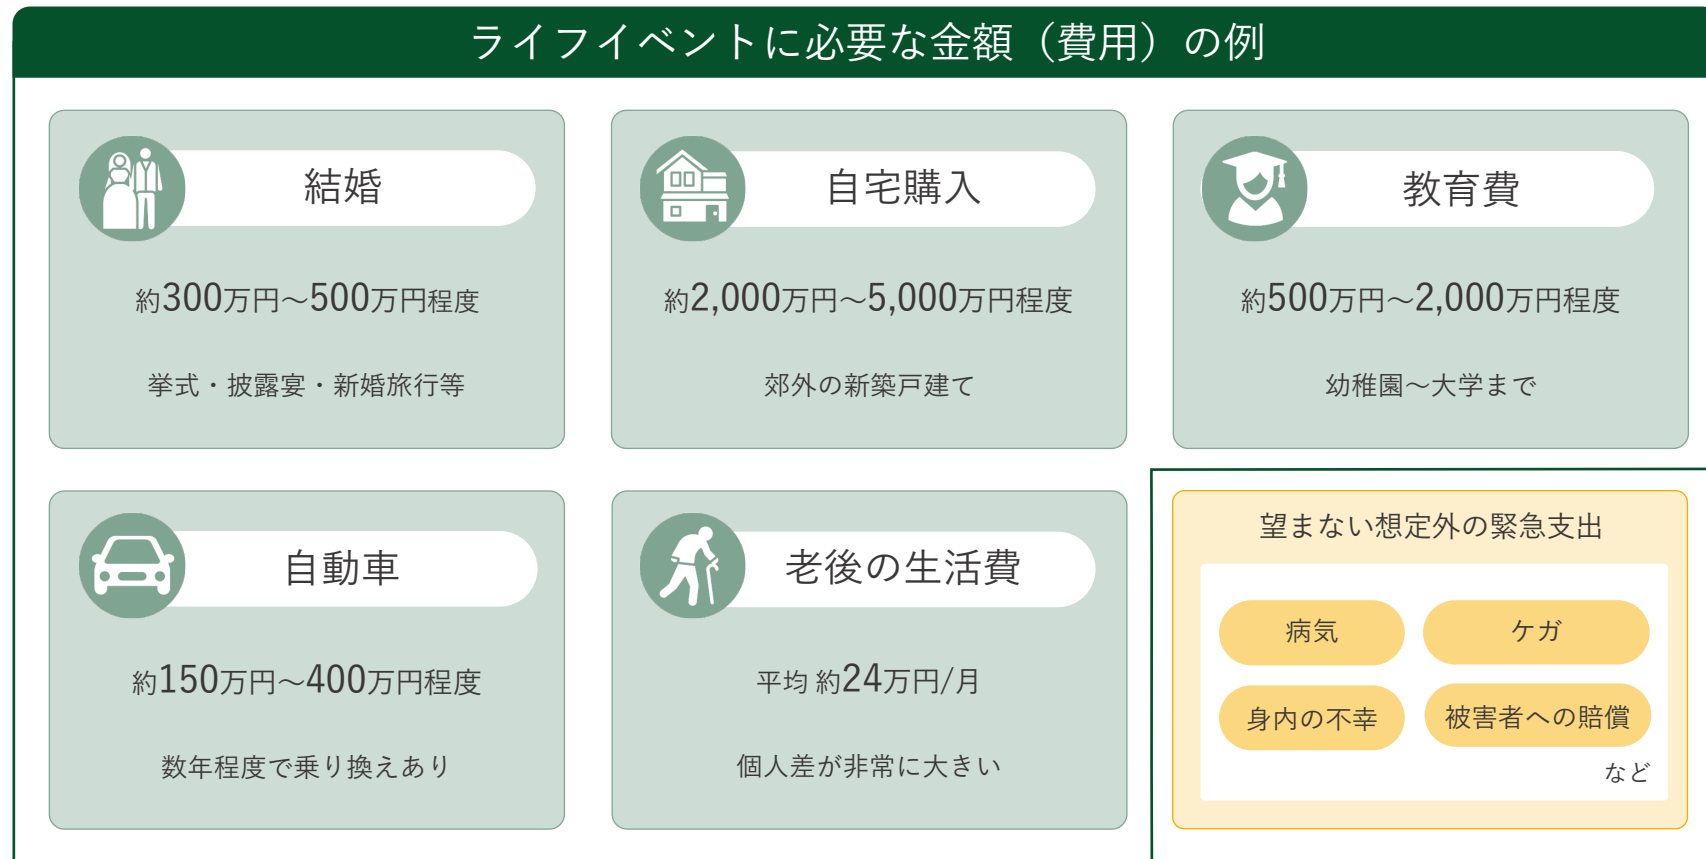 ライフイベントに必要な金額（費用）の例
結婚
約300万円～500万円程度
挙式・披露宴・新婚旅行等
自宅購入
約2,000万円～5,000万円程度
郊外の新築戸建て
教育費
約500万円～2,000万円程度
幼稚園～大学まで
自動車
約150万円～400万円程度
数年程度で乗り換えあり
老後の生活費
平均 約24万円/月
個人差が非常に大きい
望まない想定外の緊急支出
病気
ケガ
身内の不幸
被害者への賠償
など